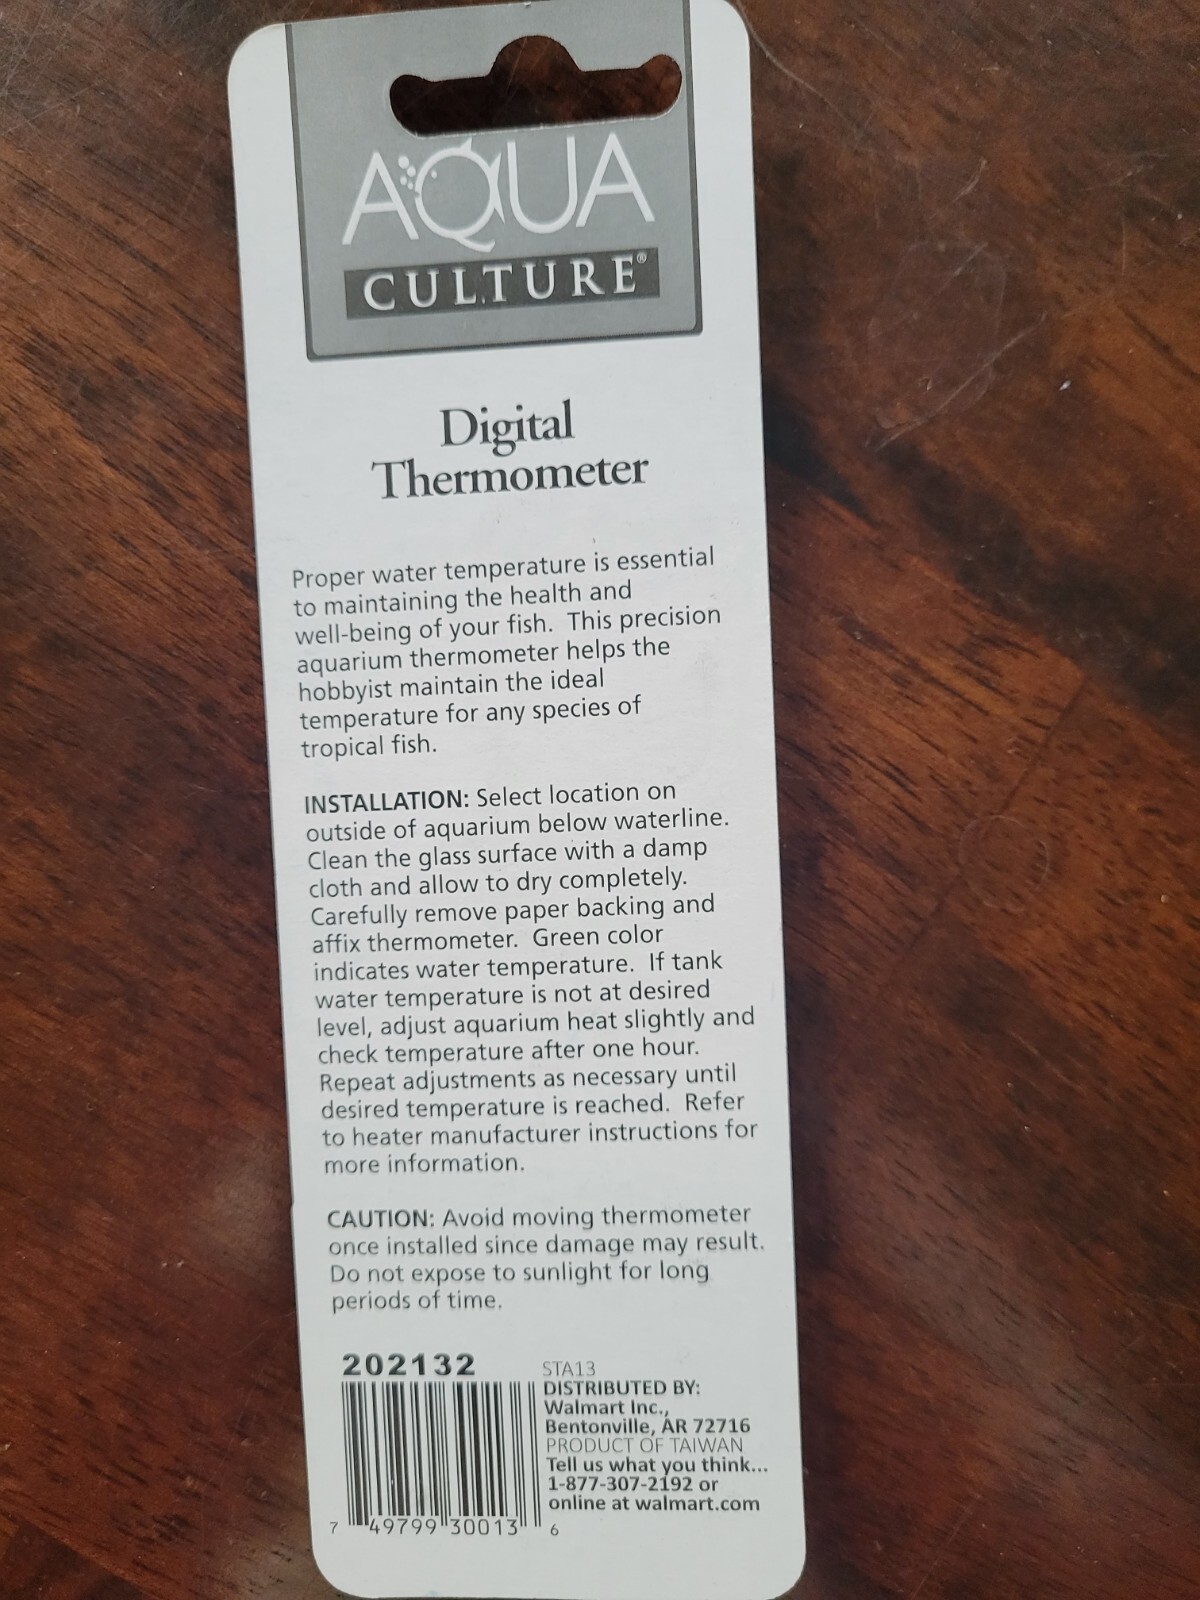 AQUA
CULTURE®
Digital
Thermometer
Proper water temperature is essential
to maintaining the health and
well-being of your fish. This precision
aquarium thermometer helps the
hobbyist maintain the ideal
temperature for any species of
tropical fish.
INSTALLATION: Select location on
outside of aquarium below waterline.
Clean the glass surface with a damp
cloth and allow to dry completely.
Carefully remove paper backing and
affix thermometer. Green color
indicates water temperature. If tank
water temperature is not at desired
level, adjust aquarium heat slightly and
check temperature after one hour.
Repeat adjustments as necessary until
desired temperature is reached. Refer
to heater manufacturer instructions for
more information.
CAUTION: Avoid moving thermometer
once installed since damage may result.
Do not expose to sunlight for long
periods of time.
202132
7 49799 30013 6
STA13
DISTRIBUTED BY:
Walmart Inc.,
Bentonville, AR 72716
PRODUCT OF TAIWAN
Tell us what you think...
1-877-307-2192 or
online at walmart.com